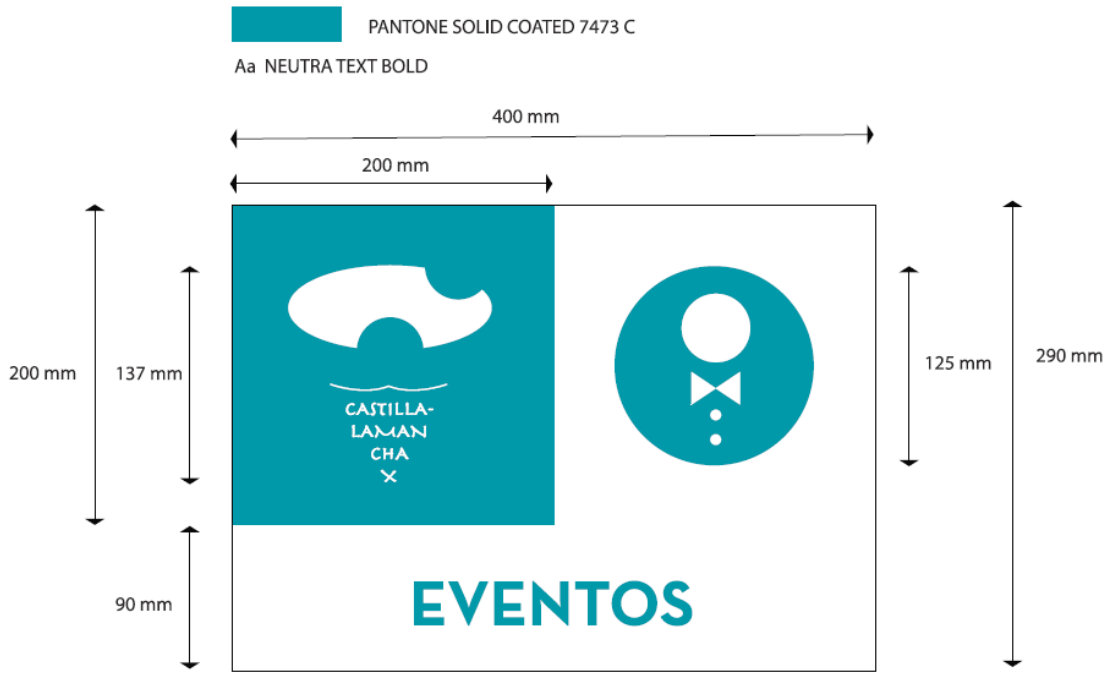 PANTONE SOLID COATED 7473 C
Aa NEUTRA TEXT BOLD
400 mm
200 mm
200 mm
137 mm
125 mm
290 mm
CASTILLA-
LAMAN
CHA
X
90 mm
EVENTOS